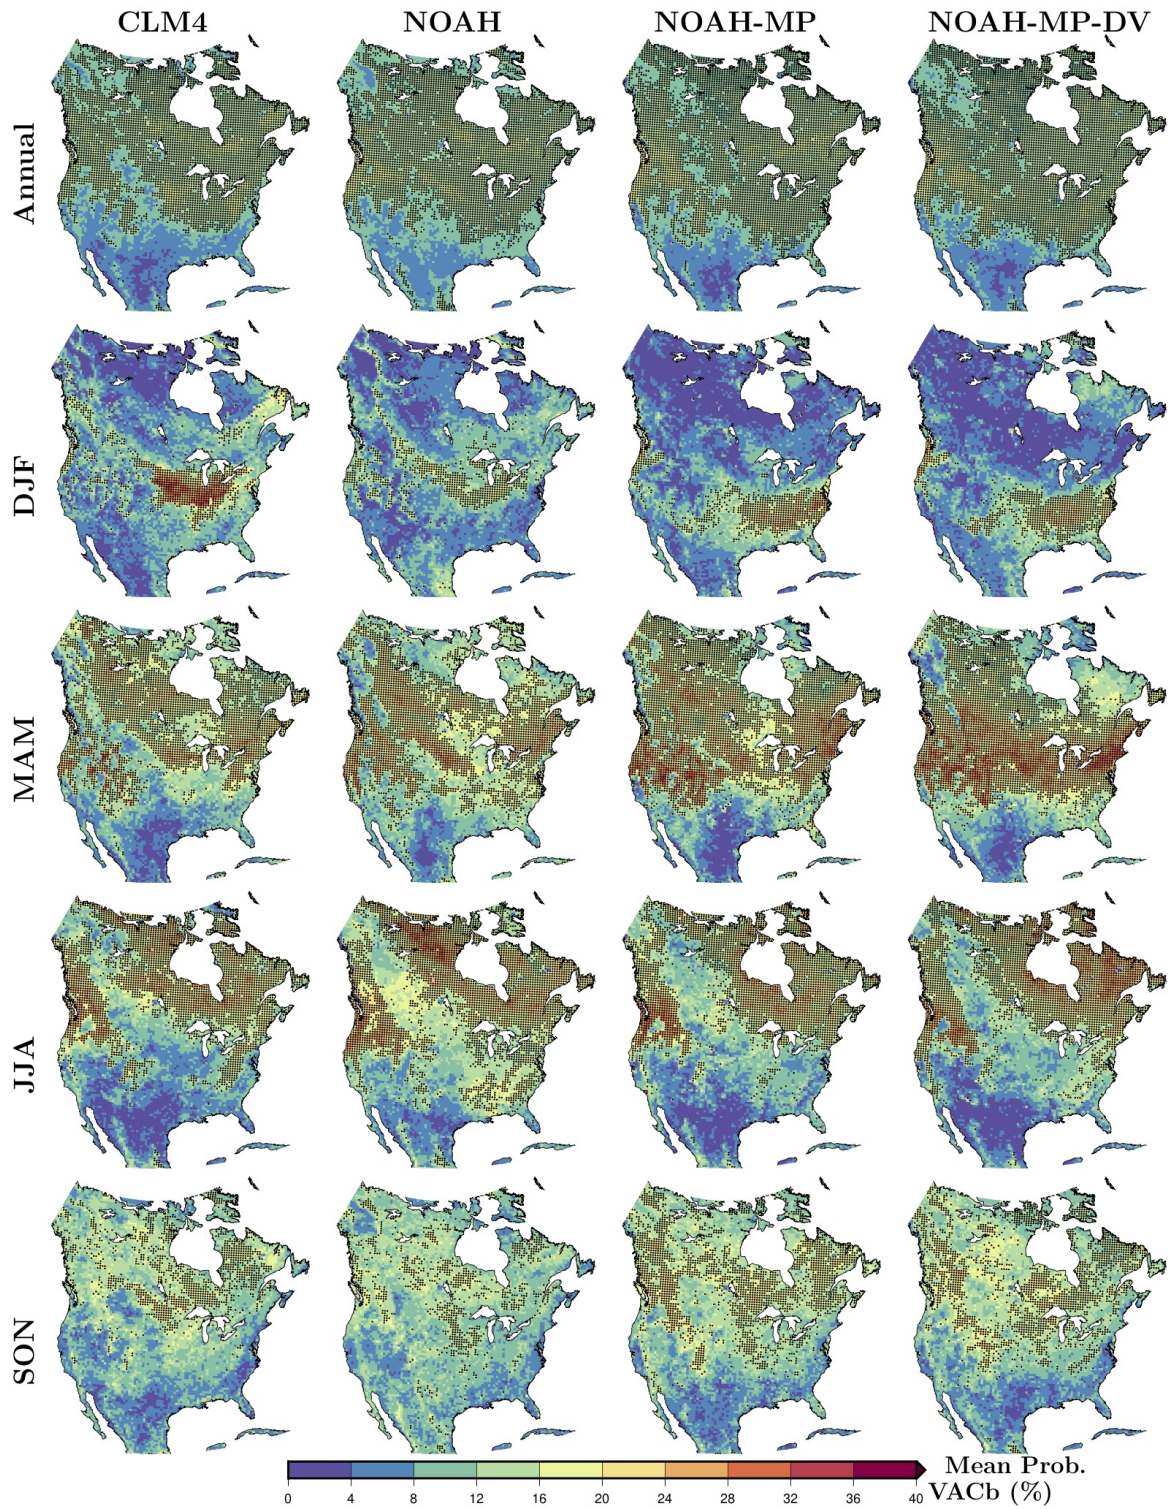 CLM4 NOAH NOAH-MP NOAH-MP-DV
Annual
DJF
MAM
JJA
SON
Mean Prob.
VACb (%)
0 4 8 12 16 20 24 28 32 36 40